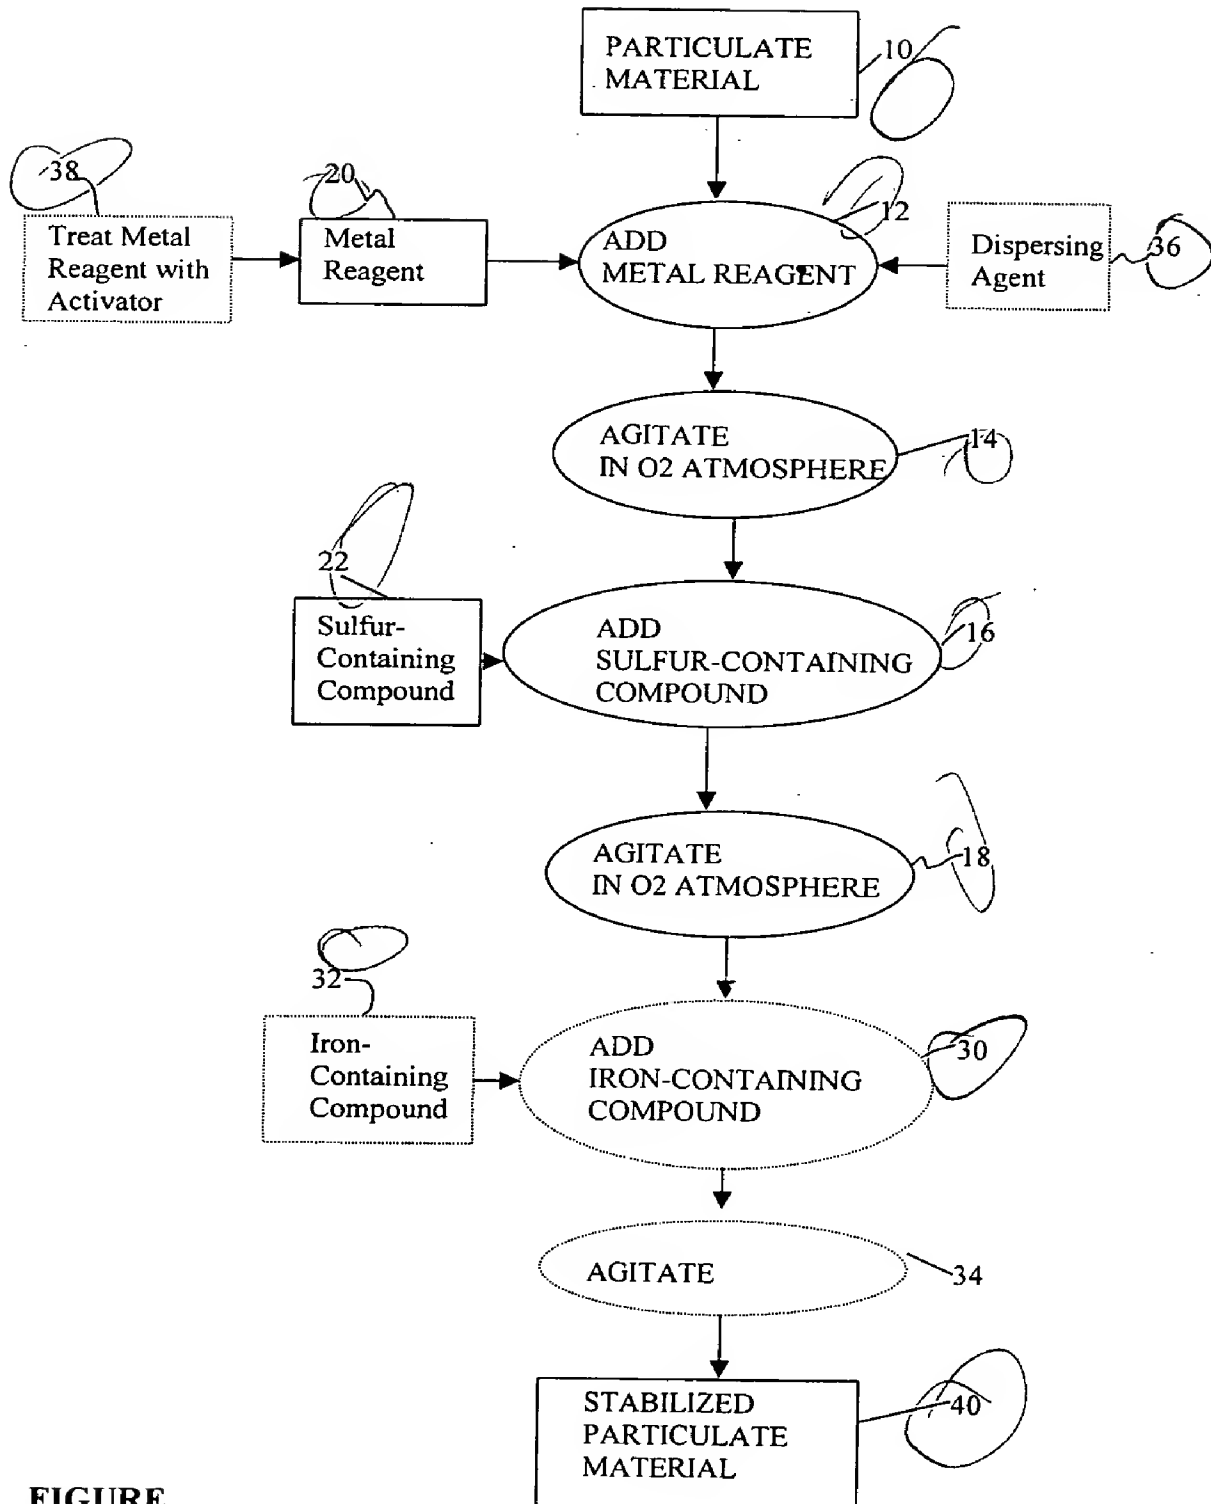 PARTICULATE
MATERIAL
10
38
20
12
36
Treat Metal
Reagent with
Activator
Metal
Reagent
ADD
METAL REAGENT
Dispersing
Agent
AGITATE
IN O2 ATMOSPHERE
14
22
Sulfur-
Containing
Compound
ADD
SULFUR-CONTAINING
COMPOUND
16
AGITATE
IN O2 ATMOSPHERE
18
32
Iron-
Containing
Compound
ADD
IRON-CONTAINING
COMPOUND
30
AGITATE
34
STABILIZED
PARTICULATE
MATERIAL
40
FIGURE